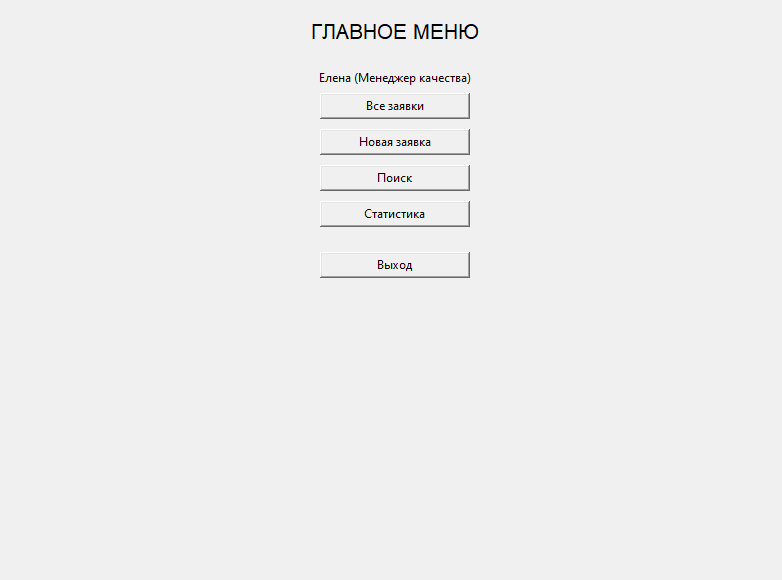 ГЛАВНОЕ МЕНЮ
Елена (Менеджер качества)
Все заявки
Новая заявка
Поиск
Статистика
Выход